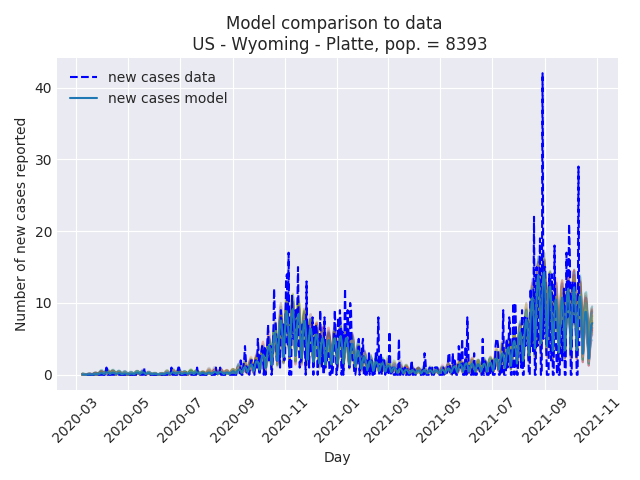 Model comparison to data
US - Wyoming - Platte, pop. = 8393
new cases data
new cases model
Number of new cases reported
40
30
20
10
0
2020-03
2020-05
2020-07
2020-09
2020-11
2021-01
2021-03
2021-05
2021-07
2021-09
2021-11
Day